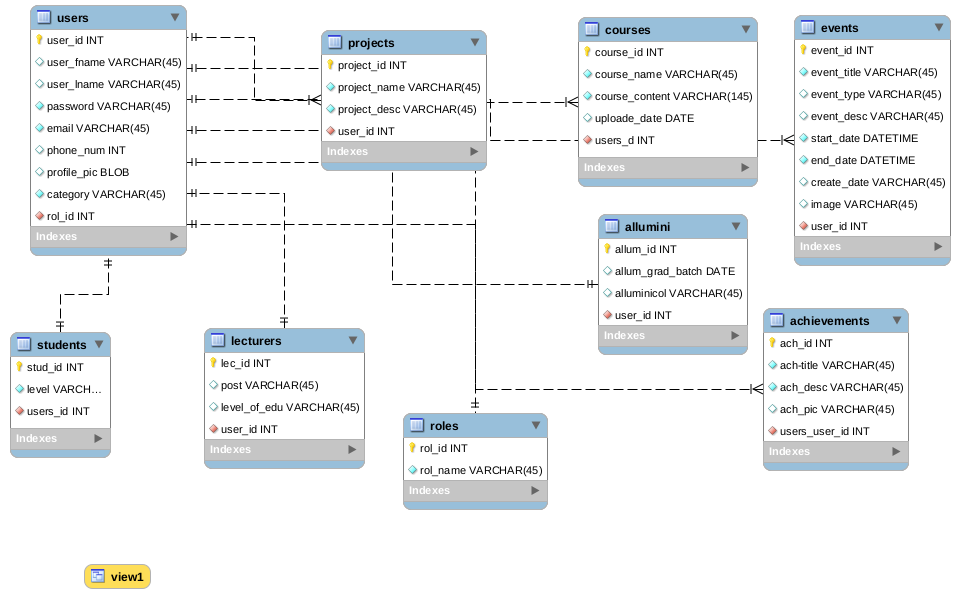 users
user_id INT
user_fname VARCHAR(45)
user_lname VARCHAR(45)
password VARCHAR(45)
email VARCHAR(45)
phone_num INT
profile_pic BLOB
category VARCHAR(45)
rol_id INT
Indexes
projects
project_id INT
project_name VARCHAR(45)
project_desc VARCHAR(45)
user_id INT
Indexes
courses
course_id INT
course_name VARCHAR(45)
course_content VARCHAR(145)
uploade_date DATE
users_d INT
Indexes
events
event_id INT
event_title VARCHAR(45)
event_type VARCHAR(45)
event_desc VARCHAR(45)
start_date DATETIME
end_date DATETIME
create_date VARCHAR(45)
image VARCHAR(45)
user_id INT
Indexes
allumini
allum_id INT
allum_grad_batch DATE
alluminicol VARCHAR(45)
user_id INT
Indexes
students
stud_id INT
level VARCH...
users_id INT
Indexes
lecturers
lec_id INT
post VARCHAR(45)
level_of_edu VARCHAR(45)
user_id INT
Indexes
roles
rol_id INT
rol_name VARCHAR(45)
Indexes
achievements
ach_id INT
ach-title VARCHAR(45)
ach_desc VARCHAR(45)
ach_pic VARCHAR(45)
users_user_id INT
Indexes
view1